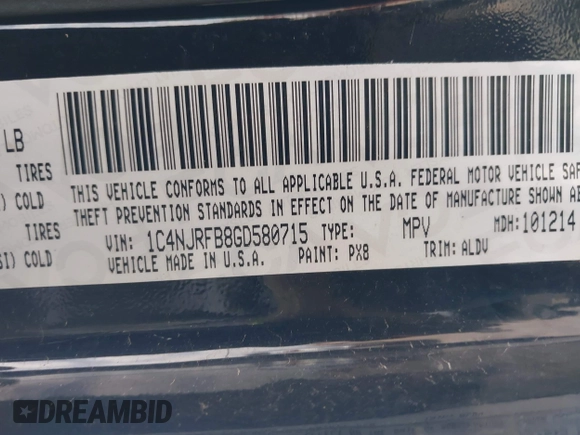 LB
TIRES
) COLD
TIRES
SI) COLD
THIS VEHICLE CONFORMS TO ALL APPLICABLE U.S.A. FEDERAL MOTOR VEHICLE SAF
THEFT PREVENTION STANDARDS IN EFFECT ON THE DATE OF MANUFACTURE SHOWN AB
VIN: 1C4NJRFB8GD580715 TYPE: MPV MDH: 101214
VEHICLE MADE IN U.S.A. PAINT: PX8 TRIM: ALDV
DREAMBID